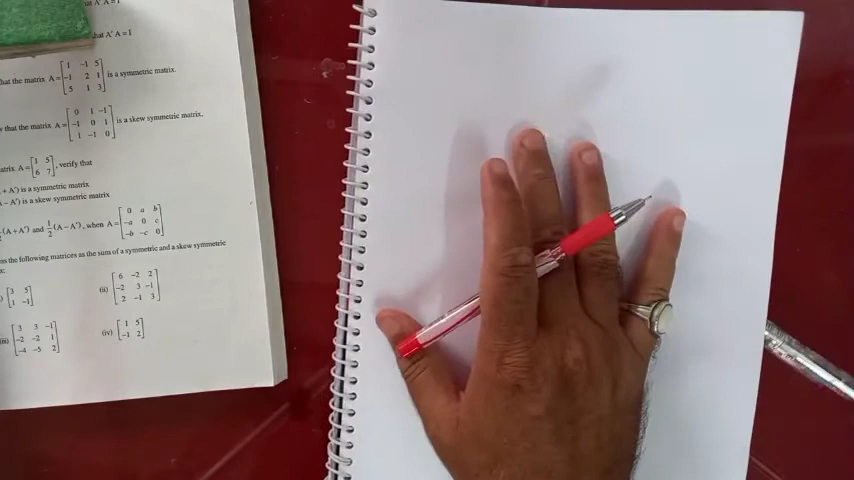 hat A' A = I
that the matrix A = [1 -1 5; -1 2 1; 5 1 3] is a symmetric matrix.
that the matrix A = [0 1 -1; -1 0 1; 1 -1 0] is a skew symmetric matrix.
atrix A = [1 5; 6 7], verify that
+ A') is a symmetric matrix
- A') is a skew symmetric matrix
(A+A') and 1/2 (A-A'), when A = [0 a b; -a 0 c; -b -c 0]
ss the following matrices as the sum of a symmetric and a skew symmetric
[3 5; 1 -1] (ii) [6 -2 2; -2 3 -1; 2 -1 3]
(iii) [3 3 -1; -2 -2 1; -4 -5 2] (iv) [1 5; -1 2]